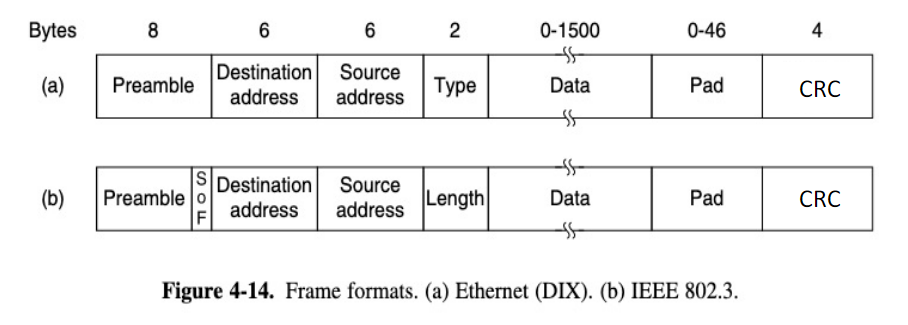 Bytes 8 6 6 2 0-1500 0-46 4
(a) Preamble Destination address Source address Type Data Pad CRC
(b) Preamble SoF Destination address Source address Length Data Pad CRC
Figure 4-14. Frame formats. (a) Ethernet (DIX). (b) IEEE 802.3.